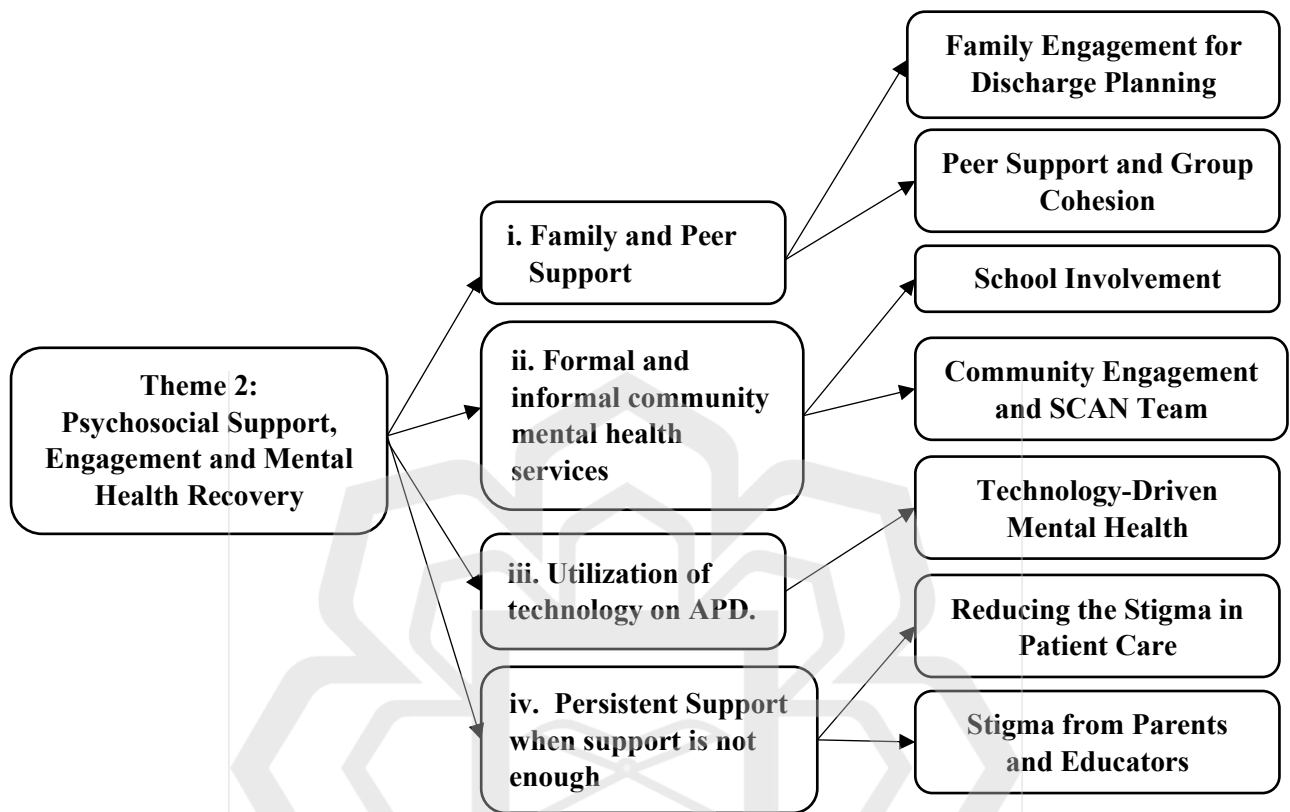 Theme 2:
Psychosocial Support,
Engagement and Mental
Health Recovery
i. Family and Peer
Support
ii. Formal and
informal community
mental health
services
iii. Utilization of
technology on APD.
iv. Persistent Support
when support is not
enough
Family Engagement for
Discharge Planning
Peer Support and Group
Cohesion
School Involvement
Community Engagement
and SCAN Team
Technology-Driven
Mental Health
Reducing the Stigma in
Patient Care
Stigma from Parents
and Educators